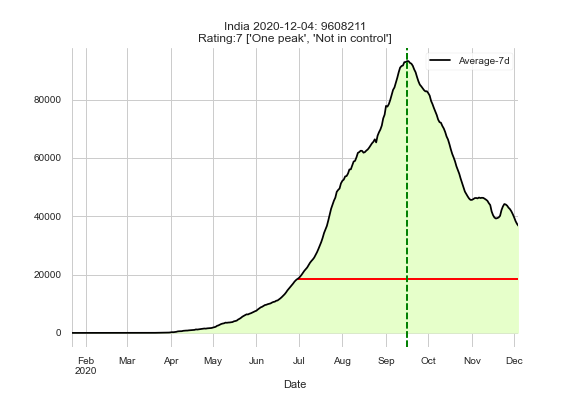 India 2020-12-04: 9608211
Rating:7 ['One peak', 'Not in control']
Average-7d
80000
60000
40000
20000
0
Feb Mar Apr May Jun Jul Aug Sep Oct Nov Dec
2020
Date